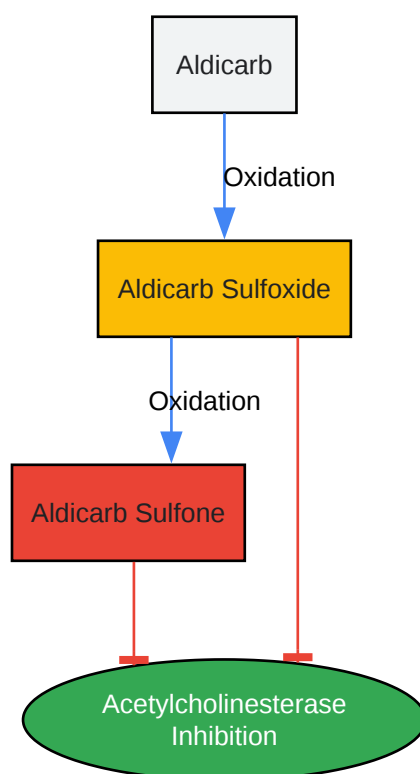 Aldicarb
Oxidation
Aldicarb Sulfoxide
Oxidation
Aldicarb Sulfone
Acetylcholinesterase
Inhibition